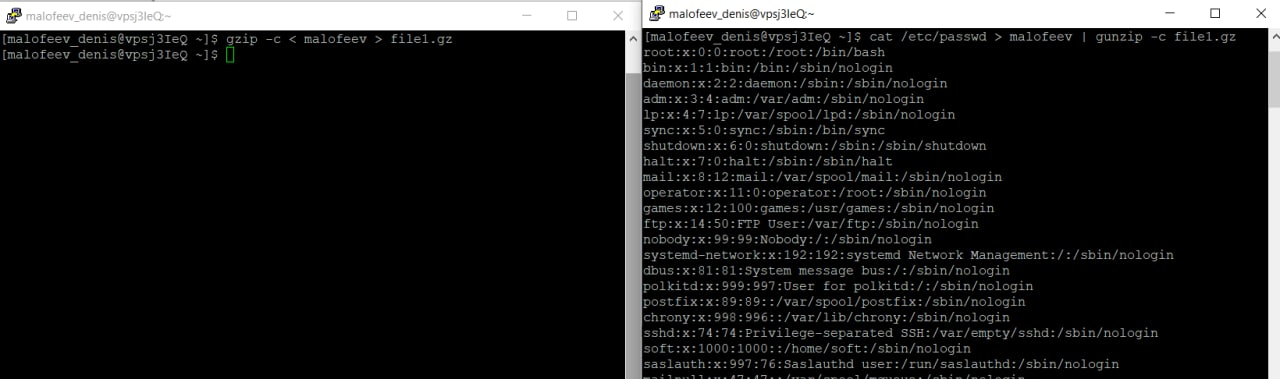 malofeev_denis@vpsj3IeQ:~
[malofeev_denis@vpsj3IeQ ~]$ gzip -c < malofeev > file1.gz
[malofeev_denis@vpsj3IeQ ~]$
malofeev_denis@vpsj3IeQ:~
[malofeev_denis@vpsj3IeQ ~]$ cat /etc/passwd > malofeev | gunzip -c file1.gz
root:x:0:0:root:/root:/bin/bash
bin:x:1:1:bin:/bin:/sbin/nologin
daemon:x:2:2:daemon:/sbin:/sbin/nologin
adm:x:3:4:adm:/var/adm:/sbin/nologin
lp:x:4:7:lp:/var/spool/lpd:/sbin/nologin
sync:x:5:0:sync:/sbin:/bin/sync
shutdown:x:6:0:shutdown:/sbin:/sbin/shutdown
halt:x:7:0:halt:/sbin:/sbin/halt
mail:x:8:12:mail:/var/spool/mail:/sbin/nologin
operator:x:11:0:operator:/root:/sbin/nologin
games:x:12:100:games:/usr/games:/sbin/nologin
ftp:x:14:50:FTP User:/var/ftp:/sbin/nologin
nobody:x:99:99:Nobody:/:/sbin/nologin
systemd-network:x:192:192:systemd Network Management:/:/sbin/nologin
dbus:x:81:81:System message bus:/:/sbin/nologin
polkitd:x:999:997:User for polkitd:/:/sbin/nologin
postfix:x:89:89::/var/spool/postfix:/sbin/nologin
chrony:x:998:996::/var/lib/chrony:/sbin/nologin
sshd:x:74:74:Privilege-separated SSH:/var/empty/sshd:/sbin/nologin
soft:x:1000:1000::/home/soft:/sbin/nologin
saslauth:x:997:76:Saslauthd user:/run/saslauthd:/sbin/nologin